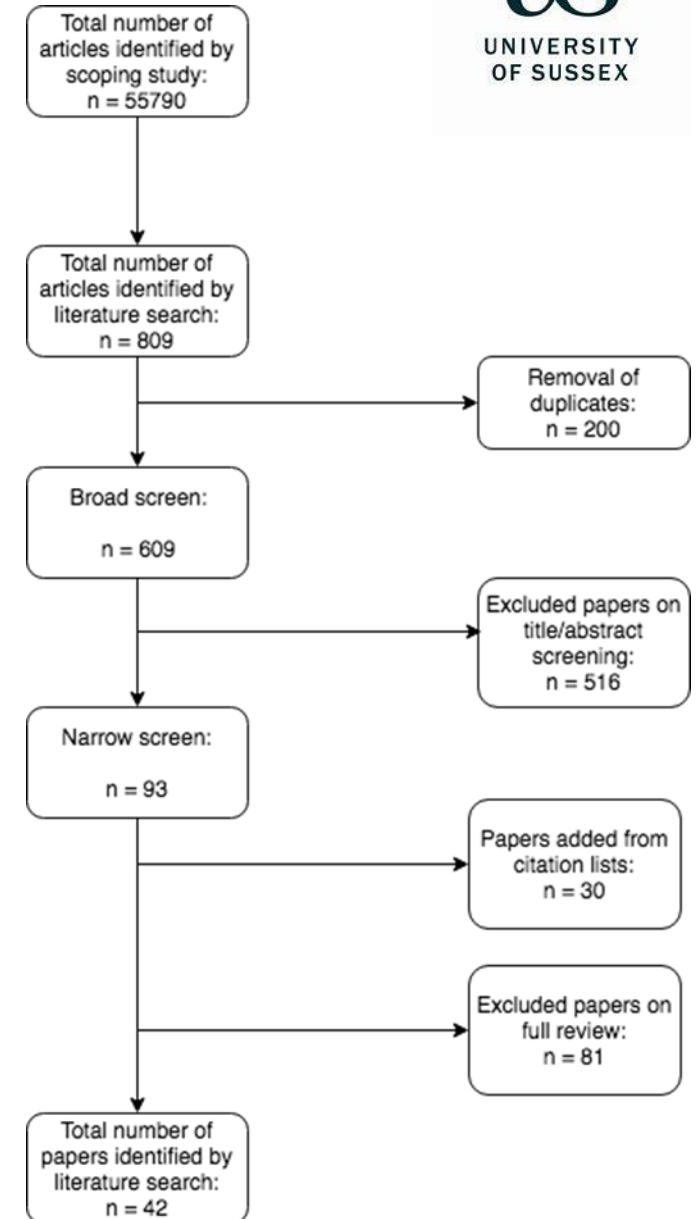 Total number of
articles identified by
scoping study:
n = 55790
UNIVERSITY
OF SUSSEX
Total number of
articles identified by
literature search:
n = 809
Removal of
duplicates:
n = 200
Broad screen:
n = 609
Excluded papers on
title/abstract
screening:
n = 516
Narrow screen:
n = 93
Papers added from
citation lists:
n = 30
Excluded papers on
full review:
n = 81
Total number of
papers identified by
literature search:
n = 42